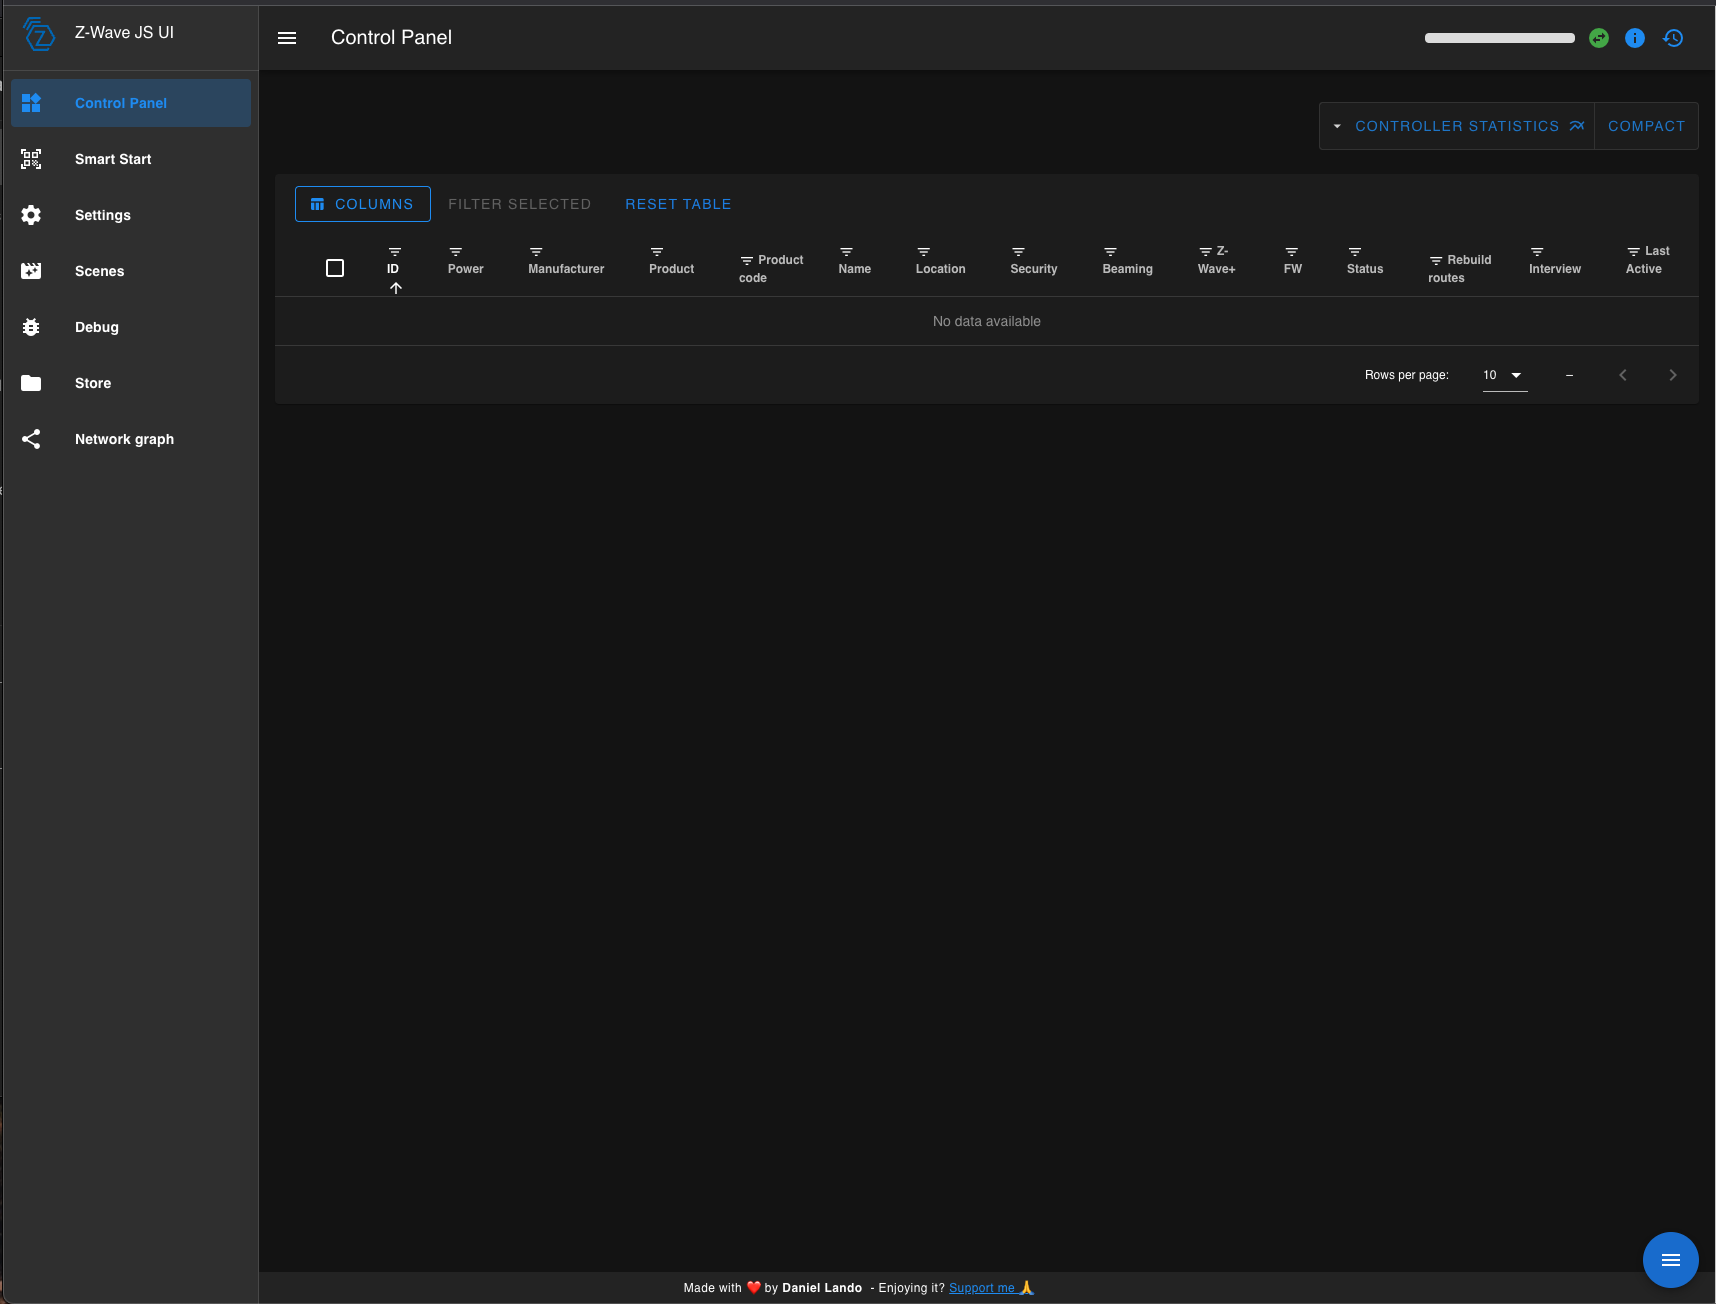 Z-Wave JS UI
Control Panel
Control Panel
Smart Start
Settings
Scenes
Debug
Store
Network graph
CONTROLLER STATISTICS
COMPACT
COLUMNS
FILTER SELECTED
RESET TABLE
ID
Power
Manufacturer
Product
Product
code
Name
Location
Security
Beaming
Z-
Wave+
FW
Status
Rebuild
routes
Interview
Last
Active
No data available
Rows per page:
10
–
Made with ❤️ by Daniel Lando - Enjoying it? Support me 🙏